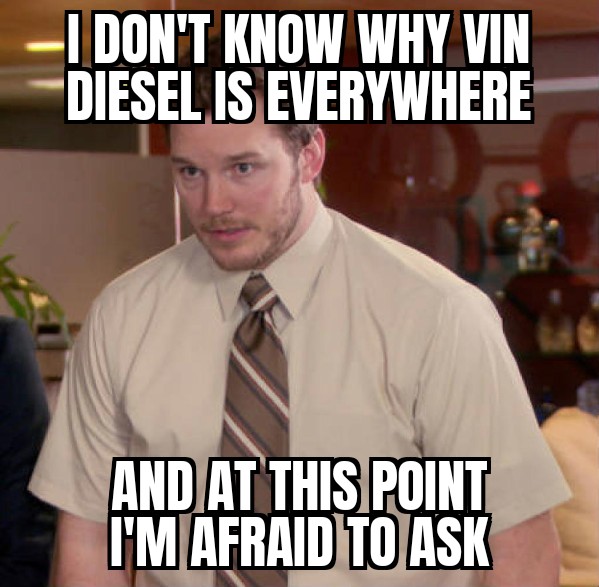 I DON'T KNOW WHY VIN
DIESEL IS EVERYWHERE
AND AT THIS POINT
I'M AFRAID TO ASK